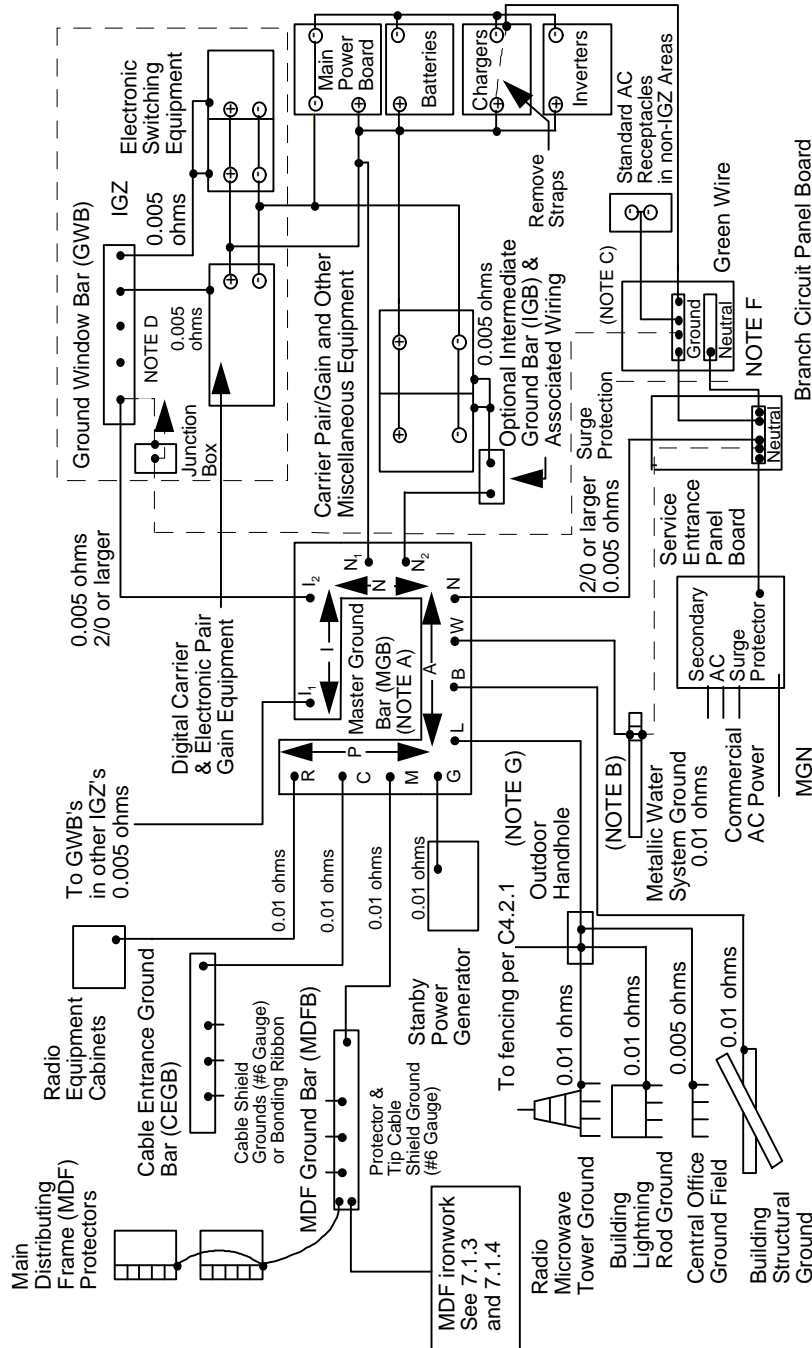 Main
Distributing
Frame (MDF)
Protectors
Radio
Equipment
Cabinets
To GWB's
in other IGZ's
0.005 ohms
Digital Carrier
& Electronic Pair
Gain Equipment
0.005 ohms
2/0 or larger
Ground Window Bar (GWB)
IGZ
NOTE D
0.005
ohms
0.005
ohms
Junction
Box
Electronic
Switching
Equipment
+
+
-
-
+
-
Main
Power
Board
-
-
+
Batteries
-
+
Chargers
-
+
Inverters
-
+
Remove
Straps
Carrier Pair/Gain and Other
Miscellaneous Equipment
+
+
-
-
0.005 ohms
Optional Intermediate
Ground Bar (IGB) &
Associated Wiring
Standard AC
Receptacles
in non-IGZ Areas
(NOTE C)
Green Wire
Ground
Neutral
NOTE F
Branch Circuit Panel Board
Surge
Protection
Neutral
Service
Entrance
Panel
Board
2/0 or larger
0.005 ohms
Secondary
AC
Surge
Protector
Commercial
AC Power
MGN
(NOTE B)
Metallic Water
System Ground
0.01 ohms
Master Ground
Bar (MGB)
(NOTE A)
R
C
M
G
P
I1
I2
I
N1
N2
N
L
B
W
N
A
Cable Entrance Ground
Bar (CEGB)
Cable Shield
Grounds (#6 Gauge)
or Bonding Ribbon
0.01 ohms
0.01 ohms
0.01 ohms
0.01 ohms
MDF Ground Bar (MDFB)
Protector &
Tip Cable
Shield Ground
(#6 Gauge)
Stanby
Power
Generator
MDF ironwork
See 7.1.3
and 7.1.4
To fencing per C4.2.1
Outdoor
Handhole
(NOTE G)
Radio
Microwave
Tower Ground
0.01 ohms
Building
Lightning
Rod Ground
0.01 ohms
Central Office
Ground Field
0.005 ohms
Building
Structural
Ground
0.01 ohms